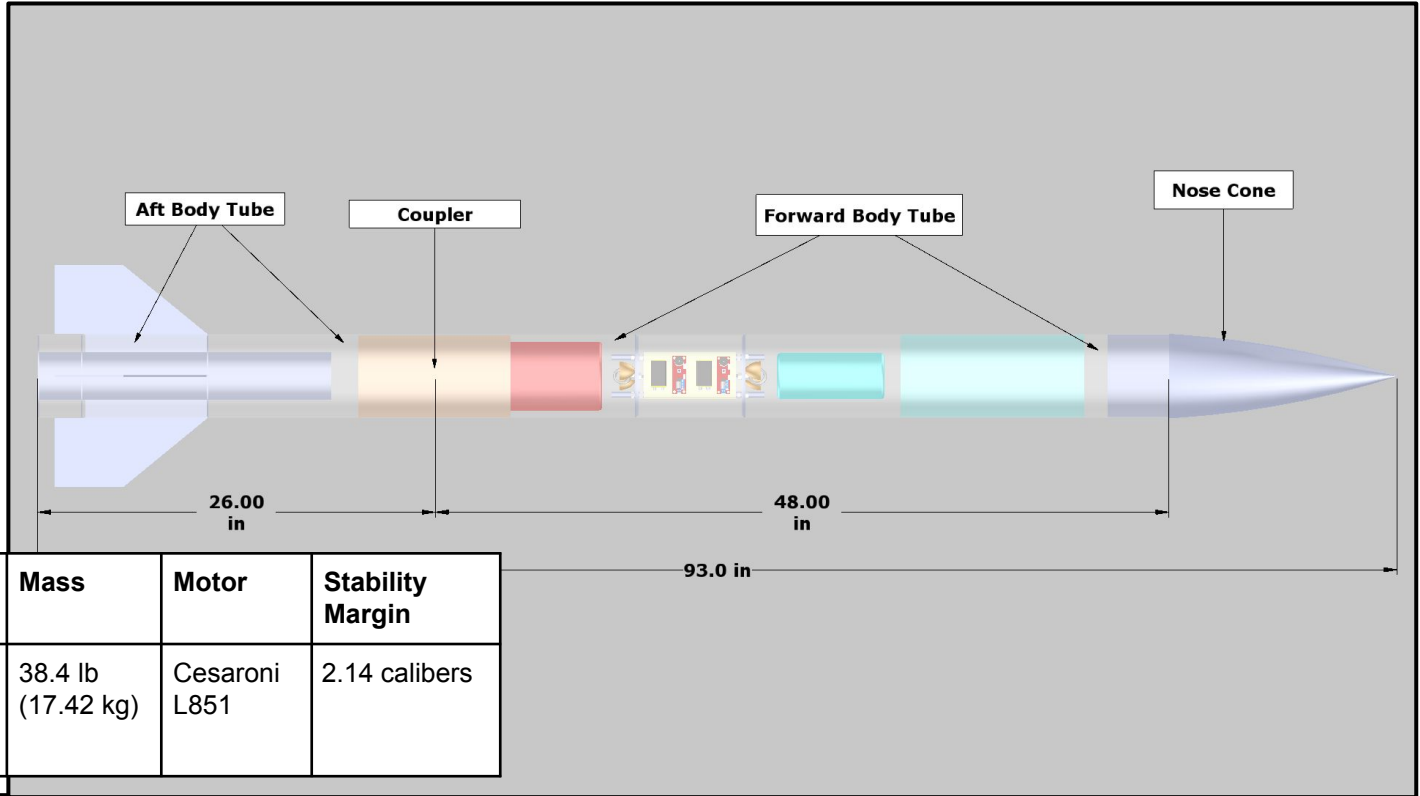 Nose Cone
Aft Body Tube
Coupler
Forward Body Tube
26.00
in
48.00
in
93.0 in
Mass
Motor
Stability
Margin
38.4 lb
(17.42 kg)
Cesaroni
L851
2.14 calibers